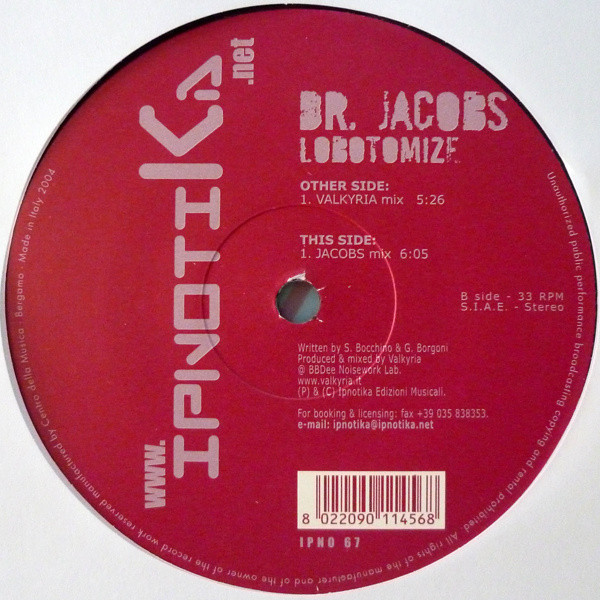 www.
IPNOTIKA
.net
DR. JACOBS
LOBOTOMIZE
OTHER SIDE:
1. VALKYRIA mix 5:26
THIS SIDE:
1. JACOBS mix 6:05
B side - 33 RPM
S.I.A.E. - Stereo
Written by S. Bocchino & G. Borgoni
Produced & mixed by Valkyria
@ BBDee Noisework Lab.
www.valkyria.it
(P) & (C) Ipnotika Edizioni Musicali.
For booking & licensing: fax +39 035 838353.
e-mail: ipnotika@ipnotika.net
8 022090 114568
IPNO 67
Unauthorized public performance broadcasting copying and rental prohibited. All rights of the manufacturer and of the owner of the record work reserved manufactured by Centro della Musica - Bergamo - Made in Italy 2004